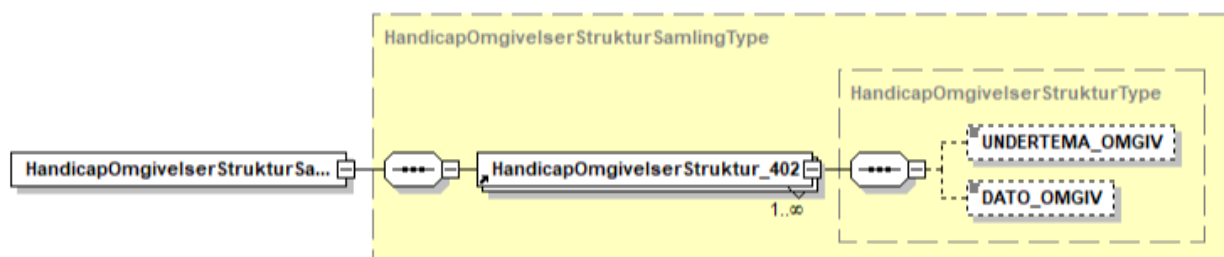 HandicapOmgivelserStrukturSamlingType
HandicapOmgivelserStrukturType
UNDERTEMA_OMGIV
HandicapOmgivelserStrukturSa...
HandicapOmgivelserStruktur_402
DATO_OMGIV
1..∞